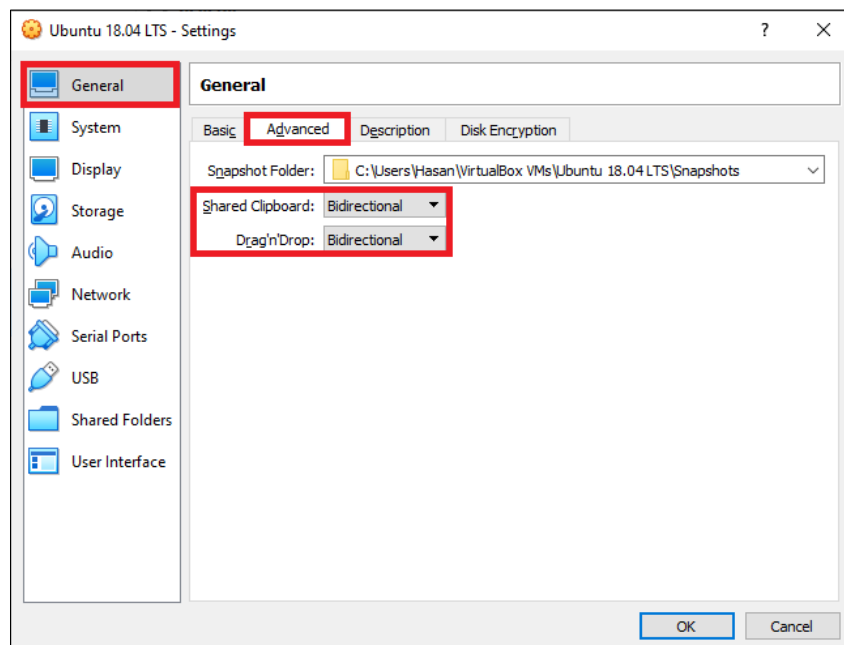 Ubuntu 18.04 LTS - Settings
?
General
System
Display
Storage
Audio
Network
Serial Ports
USB
Shared Folders
User Interface
General
Basic Advanced Description Disk Encryption
Snapshot Folder: C:\Users\Hasan\VirtualBox VMs\Ubuntu 18.04 LTS\Snapshots
Shared Clipboard: Bidirectional
Drag'n'Drop: Bidirectional
OK Cancel